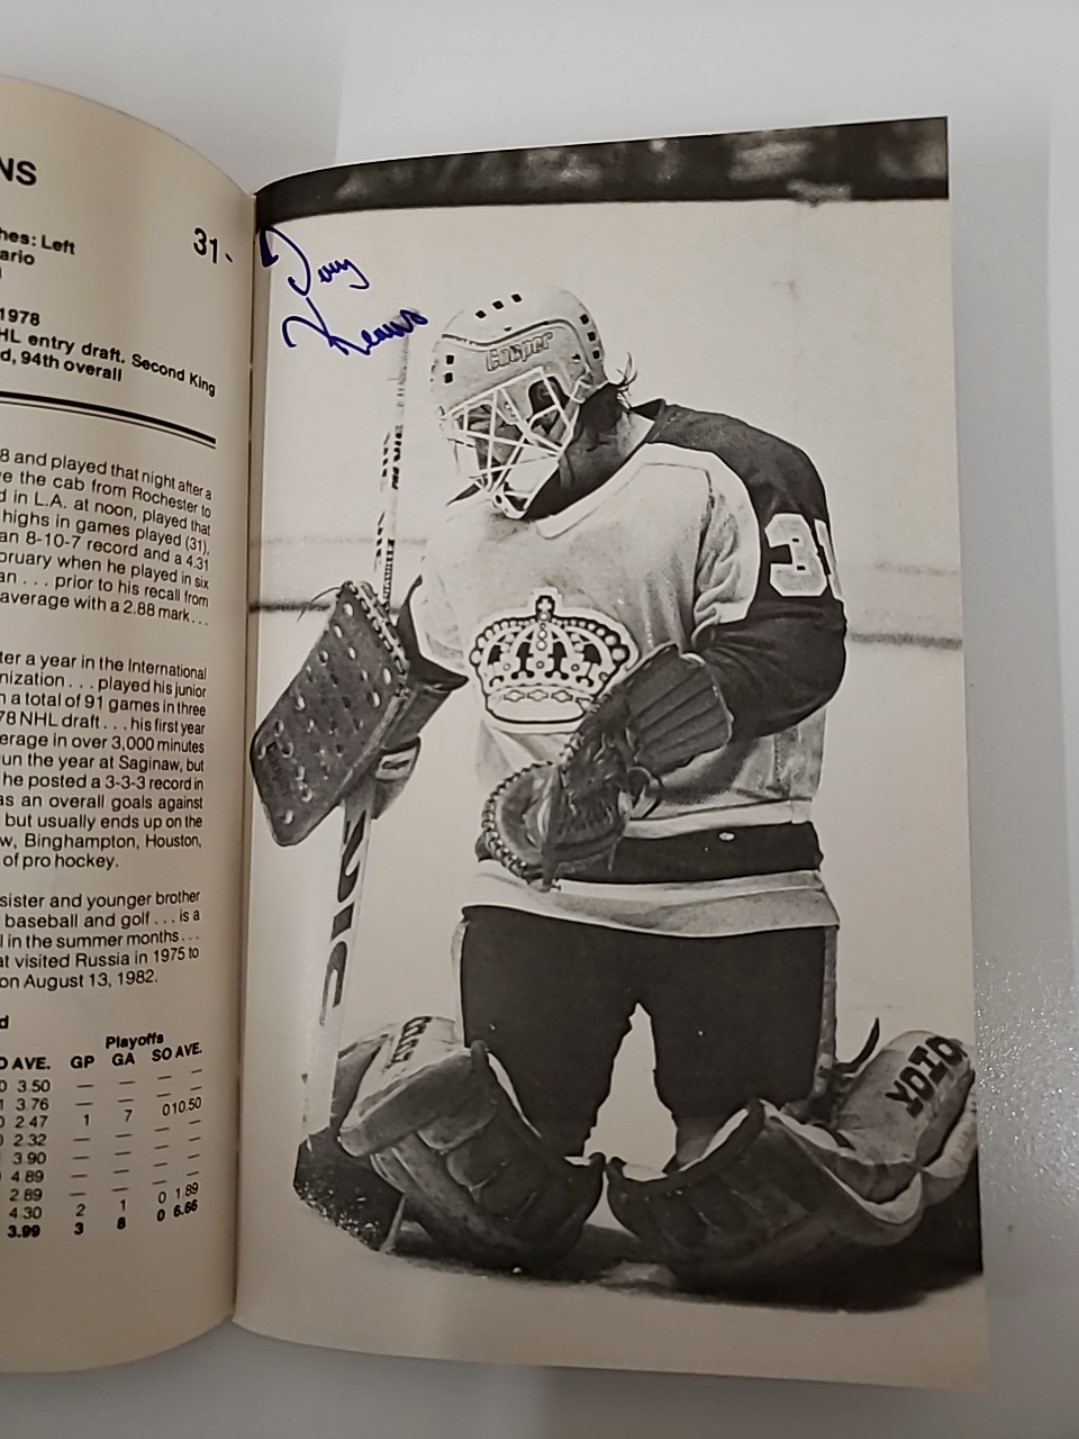 NS
hes: Left
ario
31
1978
HL entry draft. Second King
d, 94th overall
8 and played that night after a
e the cab from Rochester to
d in L.A. at noon, played that
highs in games played (31),
an 8-10-7 record and a 4.31
bruary when he played in six
an . . . prior to his recall from
average with a 2.88 mark . . .
ter a year in the International
nization . . . played his junior
n a total of 91 games in three
78 NHL draft . . . his first year
erage in over 3,000 minutes
un the year at Saginaw, but
he posted a 3-3-3 record in
as an overall goals against
but usually ends up on the
w, Binghampton, Houston,
of pro hockey.
sister and younger brother
baseball and golf . . . is a
l in the summer months . . .
at visited Russia in 1975 to
on August 13, 1982.
d
Playoffs
O AVE. GP GA SO AVE.
0 3.50 — — — —
1 3.76 — — — —
0 2.47 1 7 0 10.50
0 2.32 — — — —
3.90 — — — —
4.89 — — — —
2.89 — — — —
4.30 2 1 0 1.89
3.99 3 8 0 6.66
Doug
Keans
Cooper
31
VIC